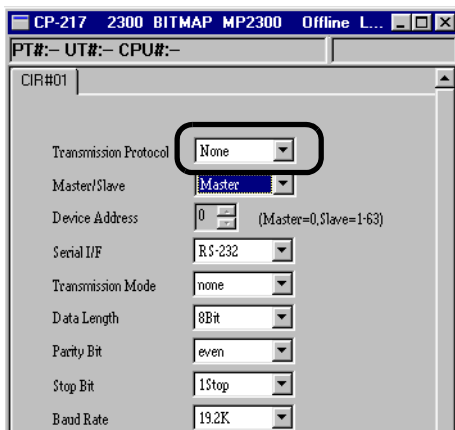 CP-217 2300 BITMAP MP2300 Offline L...
PT#:– UT#:– CPU#:–
CIR#01
Transmission Protocol None
Master/Slave Master
Device Address 0 (Master=0,Slave=1-63)
Serial I/F RS-232
Transmission Mode none
Data Length 8Bit
Parity Bit even
Stop Bit 1Stop
Baud Rate 19.2K